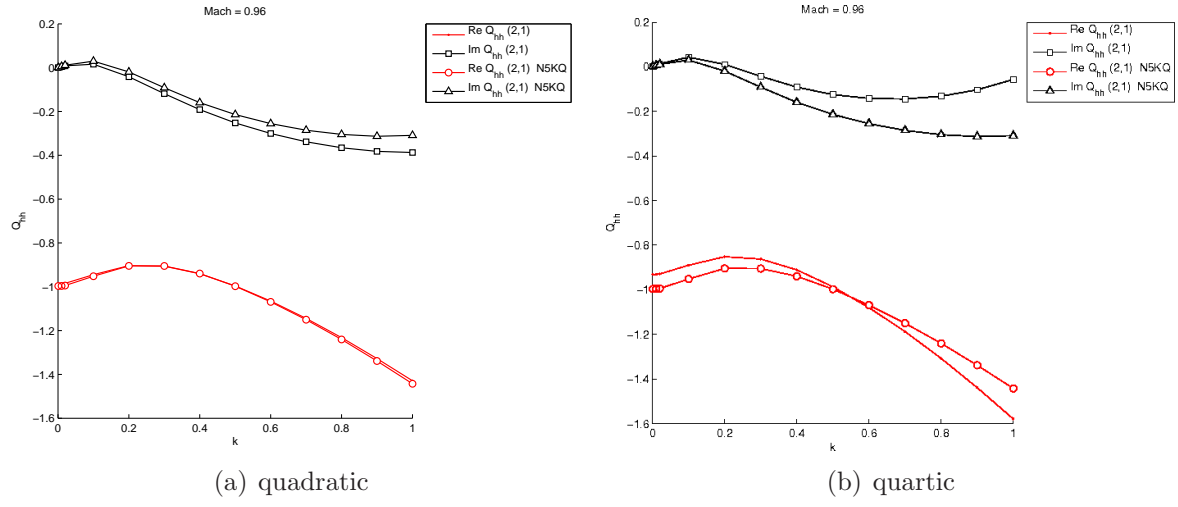 Mach = 0.96
Re Q_hh (2,1)
Im Q_hh (2,1)
Re Q_hh (2,1) N5KQ
Im Q_hh (2,1) N5KQ
0.2
0
−0.2
−0.4
−0.6
−0.8
−1
−1.2
−1.4
−1.6
Q_hh
0 0.2 0.4 0.6 0.8 1
k
(a) quadratic
Mach = 0.96
Re Q_hh (2,1)
Im Q_hh (2,1)
Re Q_hh (2,1) N5KQ
Im Q_hh (2,1) N5KQ
0.2
0
−0.2
−0.4
−0.6
−0.8
−1
−1.2
−1.4
−1.6
Q_hh
0 0.2 0.4 0.6 0.8 1
k
(b) quartic